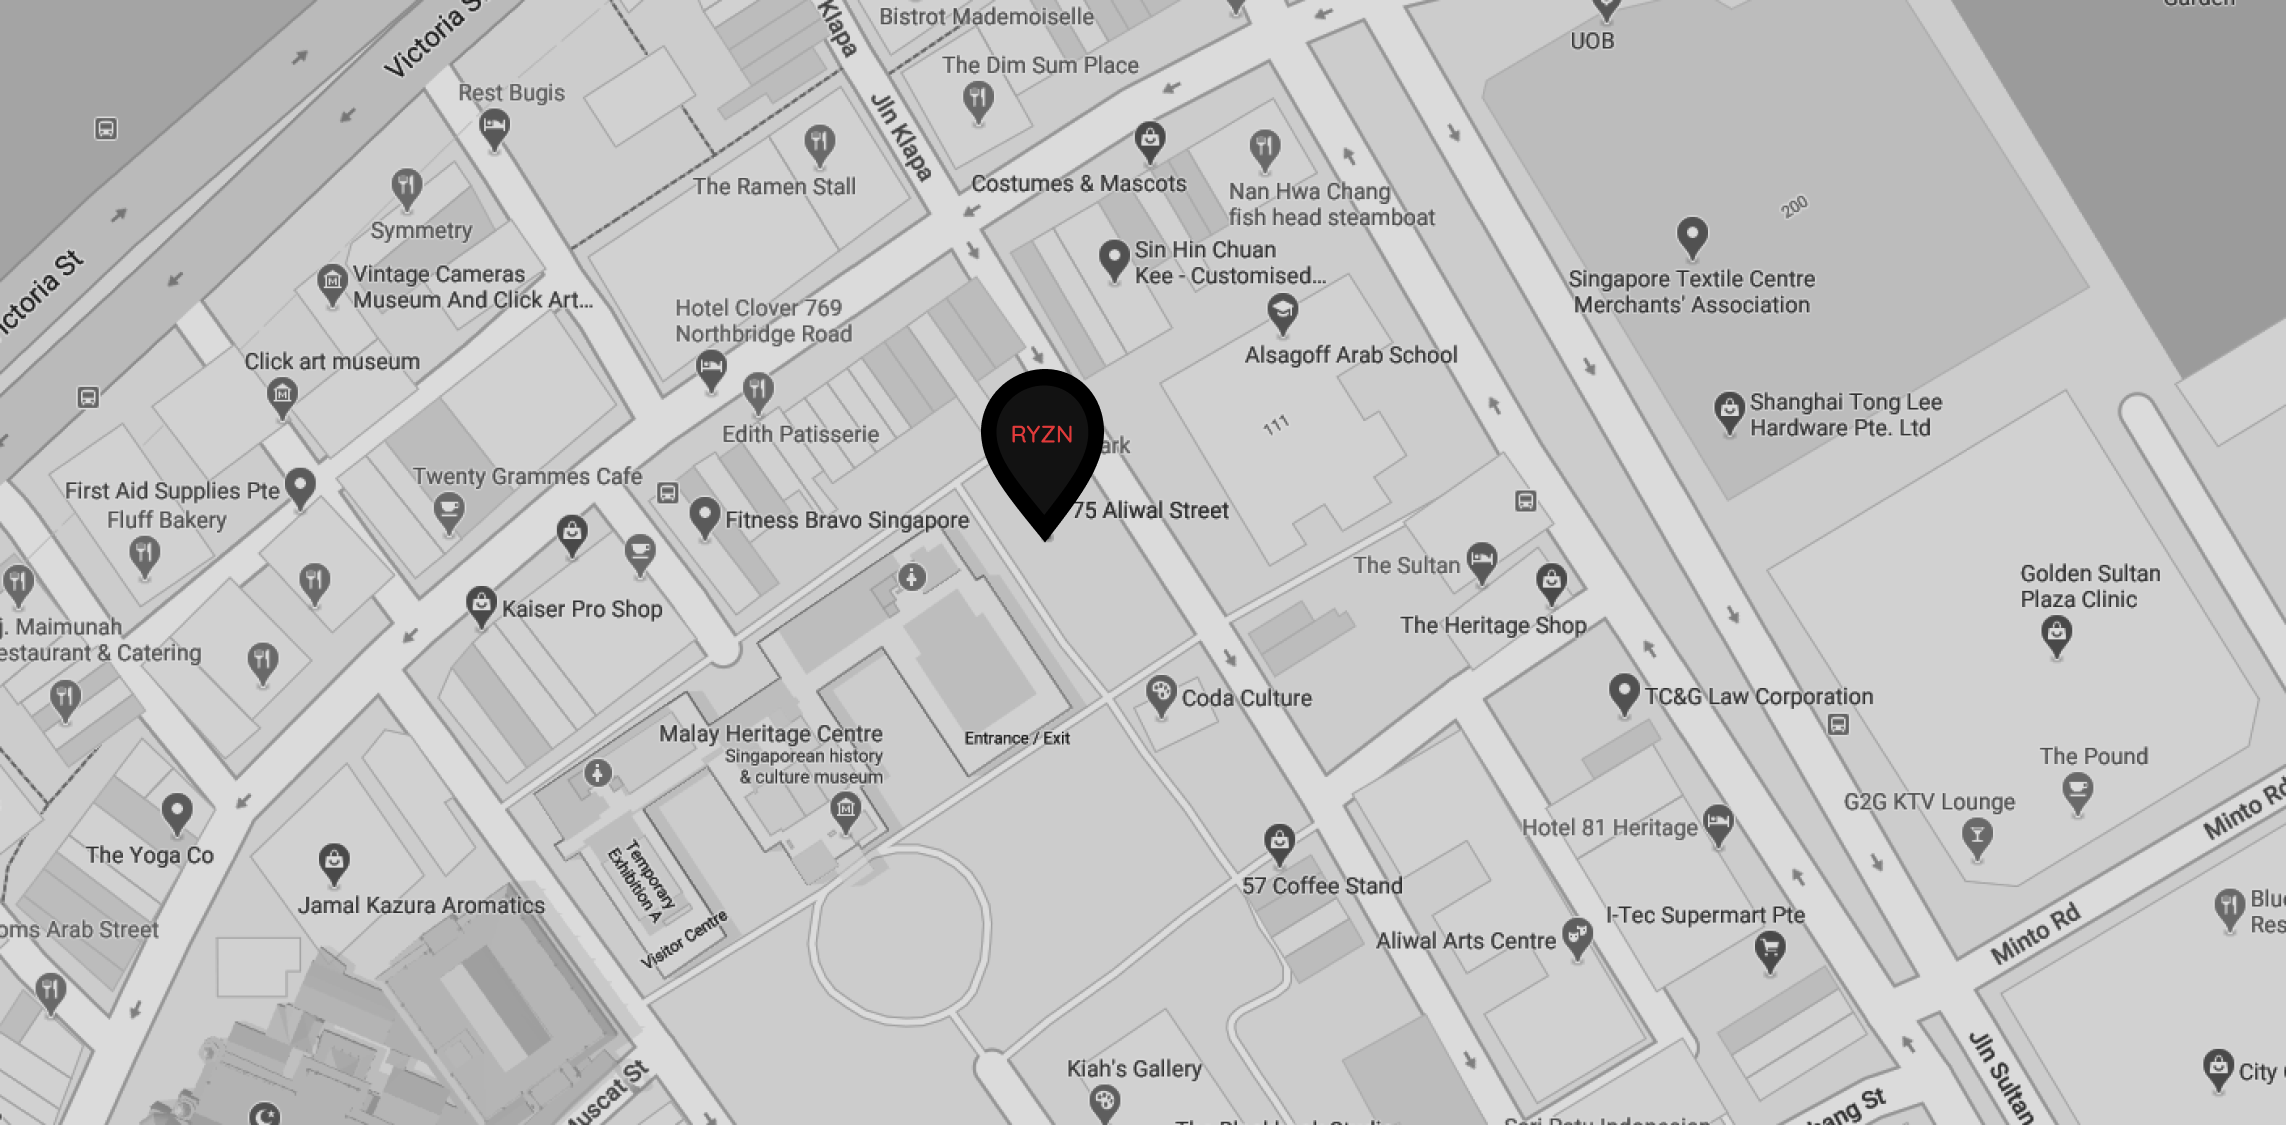 Victoria St
Klapa
Bistrot Mademoiselle
Garden
UOB
The Dim Sum Place
Rest Bugis
Jln Klapa
The Ramen Stall
Costumes & Mascots
Nan Hwa Chang
fish head steamboat
200
Symmetry
Sin Hin Chuan
Kee - Customised...
Vintage Cameras
Museum And Click Art...
Singapore Textile Centre
Merchants' Association
ictoria St
Hotel Clover 769
Northbridge Road
Click art museum
Alsagoff Arab School
Shanghai Tong Lee
Hardware Pte. Ltd
111
Edith Patisserie
RYZN
ark
Twenty Grammes Cafe
First Aid Supplies Pte
Fluff Bakery
Fitness Bravo Singapore
75 Aliwal Street
The Sultan
Golden Sultan
Plaza Clinic
Kaiser Pro Shop
The Heritage Shop
j. Maimunah
estaurant & Catering
Coda Culture
TC&G Law Corporation
Malay Heritage Centre
Singaporean history
& culture museum
Entrance / Exit
The Pound
G2G KTV Lounge
Minto Rd
Hotel 81 Heritage
The Yoga Co
Temporary
Exhibition A
57 Coffee Stand
Jamal Kazura Aromatics
I-Tec Supermart Pte
Blue
Res
oms Arab Street
Visitor Centre
Aliwal Arts Centre
Minto Rd
Kiah's Gallery
Muscat St
Jln Sultan
City
ang St